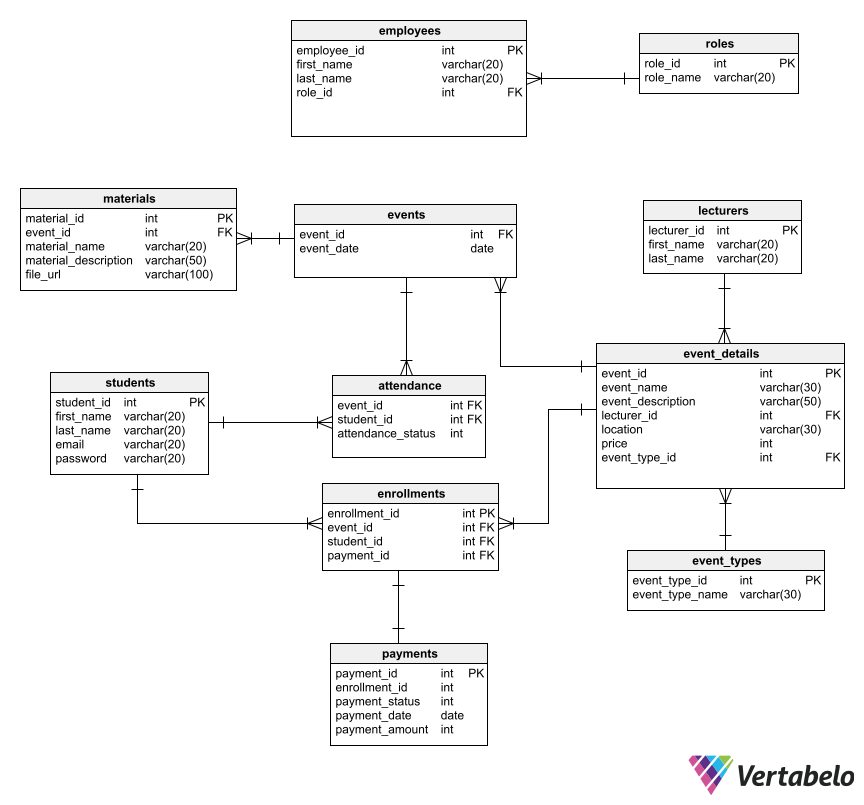 employees
employee_id int PK
first_name varchar(20)
last_name varchar(20)
role_id int FK
roles
role_id int PK
role_name varchar(20)
materials
material_id int PK
event_id int FK
material_name varchar(20)
material_description varchar(50)
file_url varchar(100)
events
event_id int FK
event_date date
lecturers
lecturer_id int PK
first_name varchar(20)
last_name varchar(20)
students
student_id int PK
first_name varchar(20)
last_name varchar(20)
email varchar(20)
password varchar(20)
attendance
event_id int FK
student_id int FK
attendance_status int
event_details
event_id int PK
event_name varchar(30)
event_description varchar(50)
lecturer_id int FK
location varchar(30)
price int
event_type_id int FK
enrollments
enrollment_id int PK
event_id int FK
student_id int FK
payment_id int FK
event_types
event_type_id int PK
event_type_name varchar(30)
payments
payment_id int PK
enrollment_id int
payment_status int
payment_date date
payment_amount int
Vertabelo